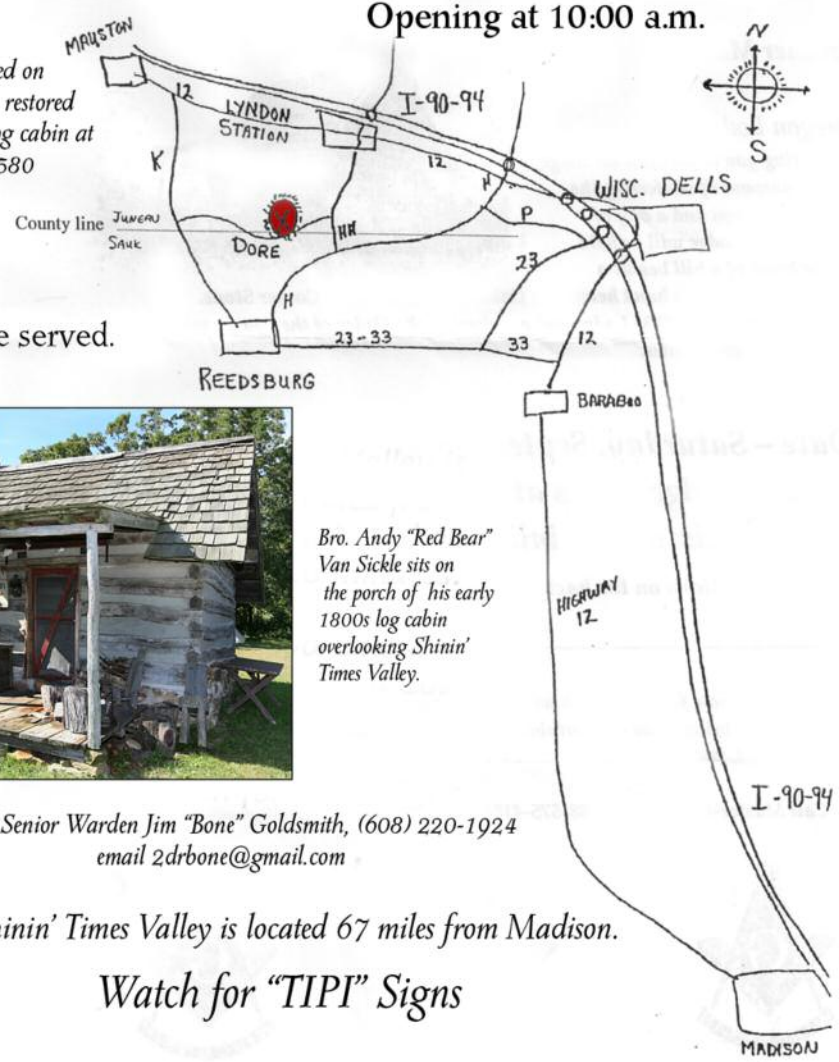 Opening at 10:00 a.m.
MAUSTON
N
S
ed on
restored
og cabin at
580
12
LYNDON
STATION
I-90-94
12
K
H
WISC. DELLS
P
County line
JUNEAU
SAUK
DORE
HH
23
H
e served.
23-33
33
12
REEDSBURG
BARABOO
Bro. Andy “Red Bear”
Van Sickle sits on
the porch of his early
1800s log cabin
overlooking Shinin’
Times Valley.
HIGHWAY
12
I-90-94
Senior Warden Jim “Bone” Goldsmith, (608) 220-1924
email 2drbone@gmail.com
inin’ Times Valley is located 67 miles from Madison.
Watch for “TIPI” Signs
MADISON